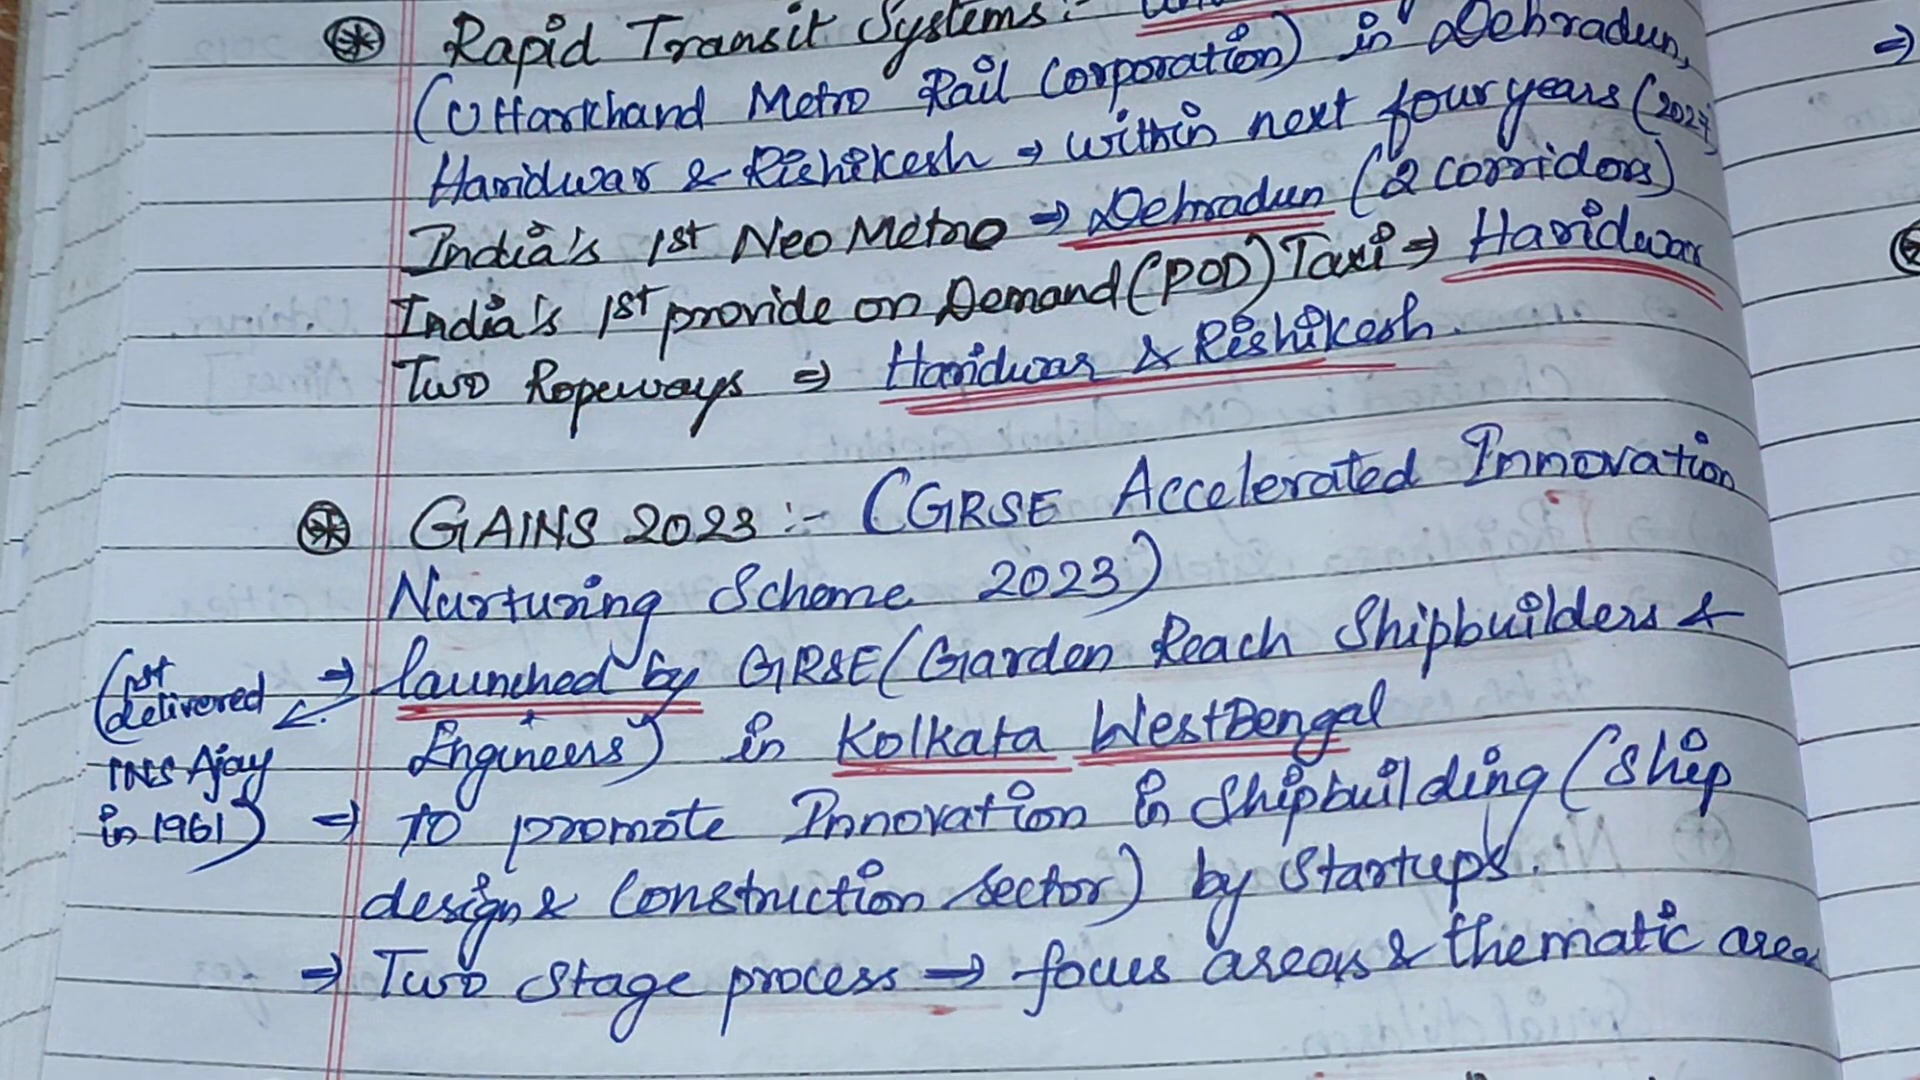 Rapid Transit Systems:-
(Uttarkhand Metro Rail Corporation) in Dehradun,
Haridwar & Rishikesh ⇒ within next four years (2027)
India's 1st Neo Metro ⇒ Dehradun (2 corridors)
India's 1st provide on Demand (POD) Taxi ⇒ Haridwar
Two Ropeways ⇒ Haridwar & Rishikesh.
GAINS 2023 :- (GRSE Accelerated Innovation
Nurturing Scheme 2023)
⇒ launched by GRSE (Garden Reach Shipbuilders &
Engineers) in Kolkata West Bengal
(1st
delivered
INS Ajay
in 1961)
⇒ to promote Innovation in Shipbuilding (Ship
design & Construction sector) by Startups.
⇒ Two Stage process → focus areas & thematic areas